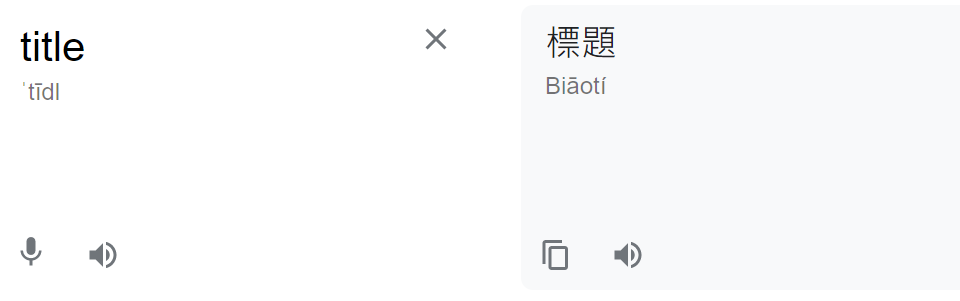 title
ˈtīdl
標題
Biāotí